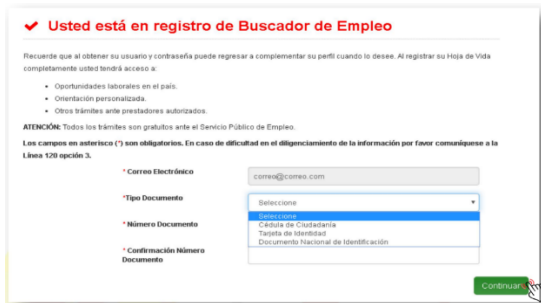 Usted está en registro de Buscador de Empleo
Recuerde que al obtener su usuario y contraseña puede regresar a complementar su perfil cuando lo desee. Al registrar su Hoja de Vida
completamente usted tendrá acceso a:
• Oportunidades laborales en el país.
• Orientación personalizada.
• Otros trámites ante prestadores autorizados.
ATENCIÓN: Todos los trámites son gratuitos ante el Servicio Público de Empleo.
Los campos en asterisco (*) son obligatorios. En caso de dificultad en el diligenciamiento de la información por favor comuníquese a la
Línea 120 opción 3.
* Correo Electrónico
correo@correo.com
*Tipo Documento
Seleccione
Seleccione
Cédula de Ciudadanía
Tarjeta de Identidad
Documento Nacional de Identificación
* Número Documento
* Confirmación Número
Documento
Continuar